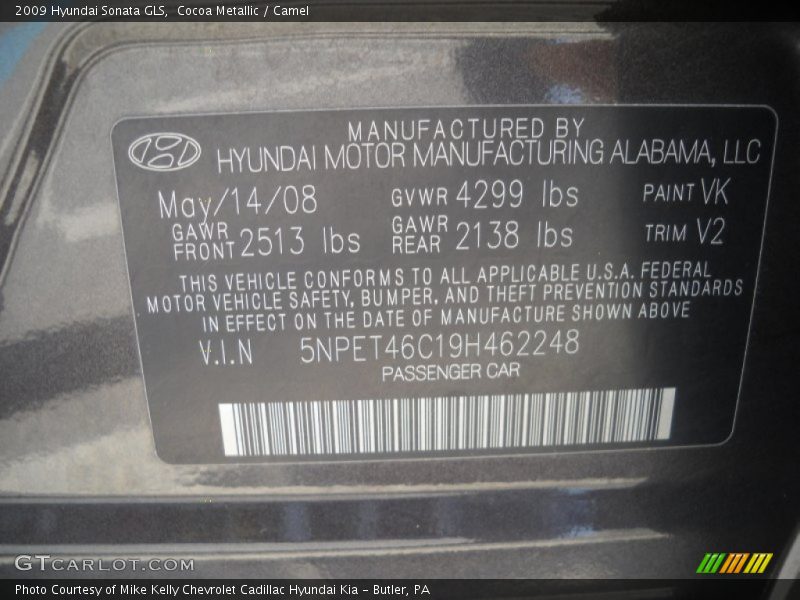 2009 Hyundai Sonata GLS, Cocoa Metallic / Camel
MANUFACTURED BY
HYUNDAI MOTOR MANUFACTURING ALABAMA, LLC
May/14/08 GVWR 4299 lbs PAINT VK
GAWR FRONT 2513 lbs GAWR REAR 2138 lbs TRIM V2
THIS VEHICLE CONFORMS TO ALL APPLICABLE U.S.A. FEDERAL
MOTOR VEHICLE SAFETY, BUMPER, AND THEFT PREVENTION STANDARDS
IN EFFECT ON THE DATE OF MANUFACTURE SHOWN ABOVE
V.I.N 5NPET46C19H462248
PASSENGER CAR
GTCARLOT.COM
Photo Courtesy of Mike Kelly Chevrolet Cadillac Hyundai Kia – Butler, PA